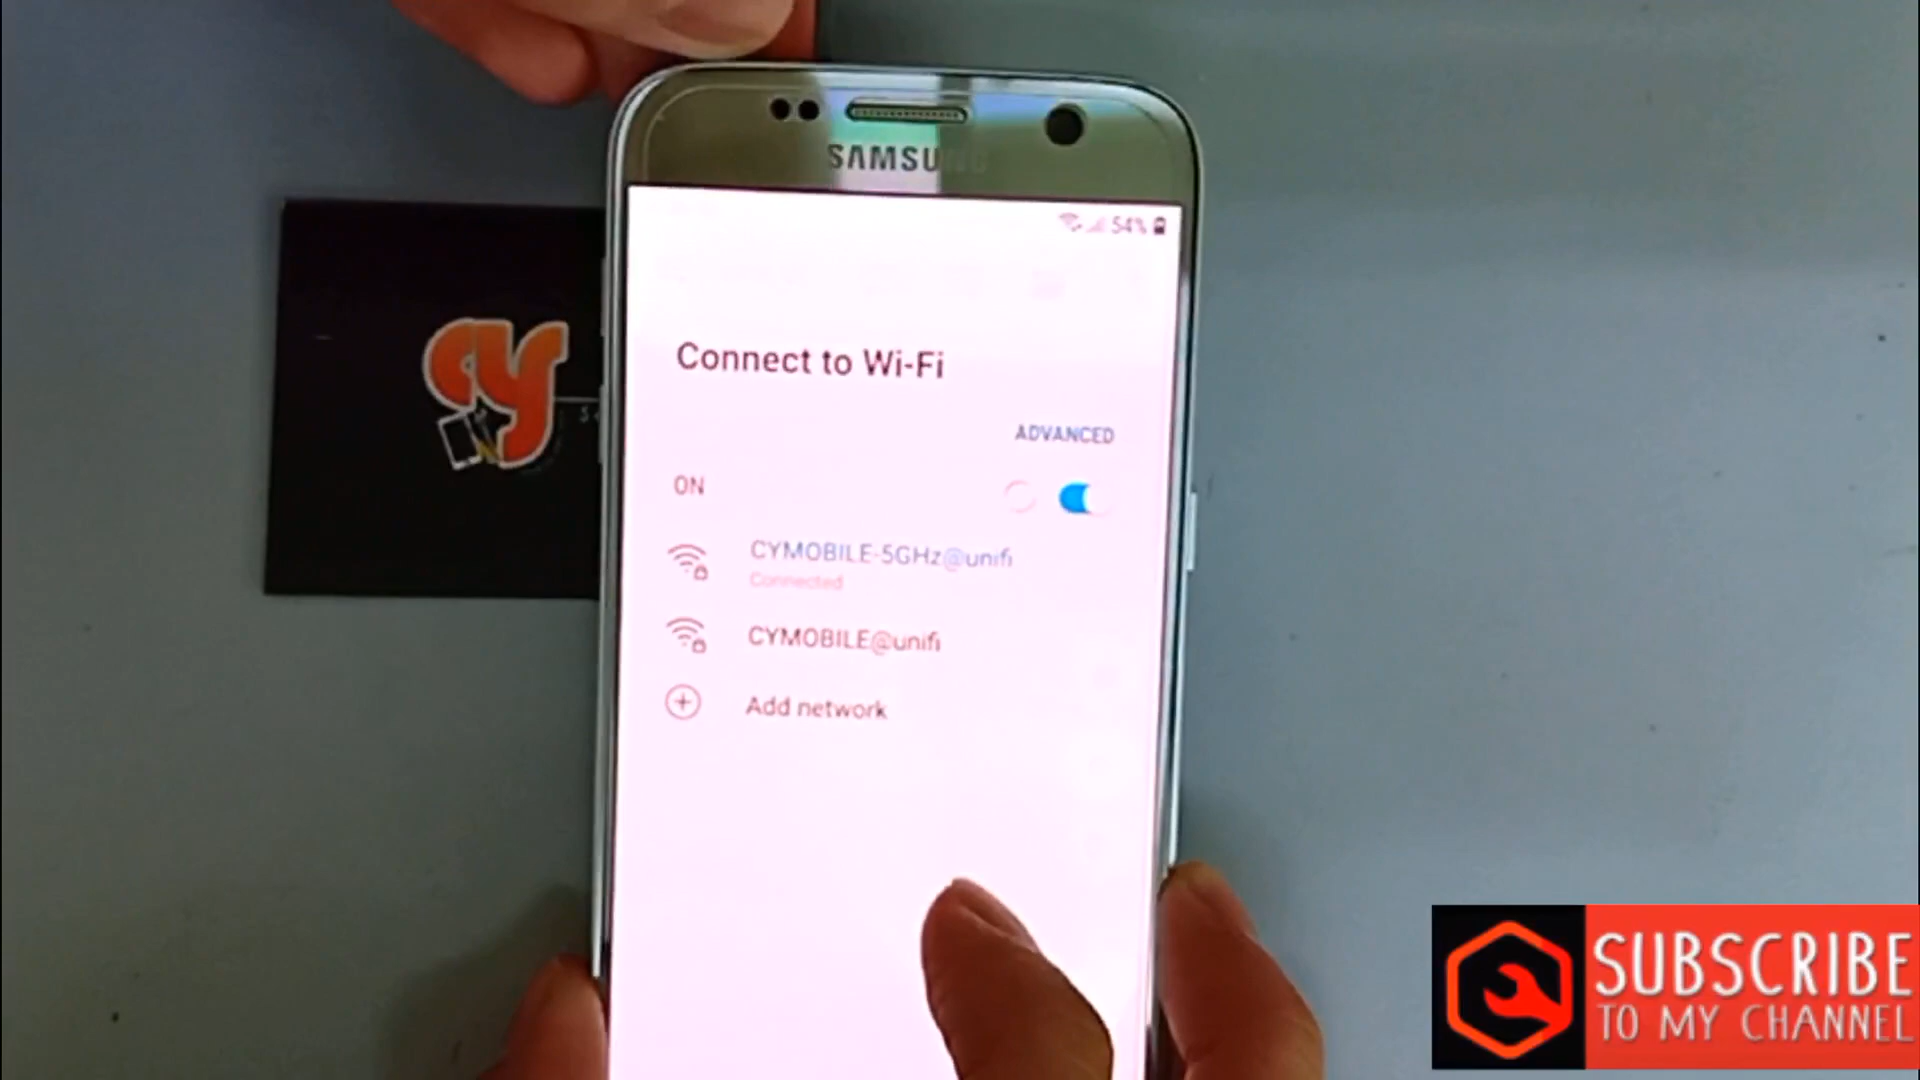 SAMSUNG
54%
Connect to Wi-Fi
ADVANCED
ON
CYMOBILE-5GHz@unifi
Connected
CYMOBILE@unifi
Add network
cy
SUBSCRIBE
TO MY CHANNEL